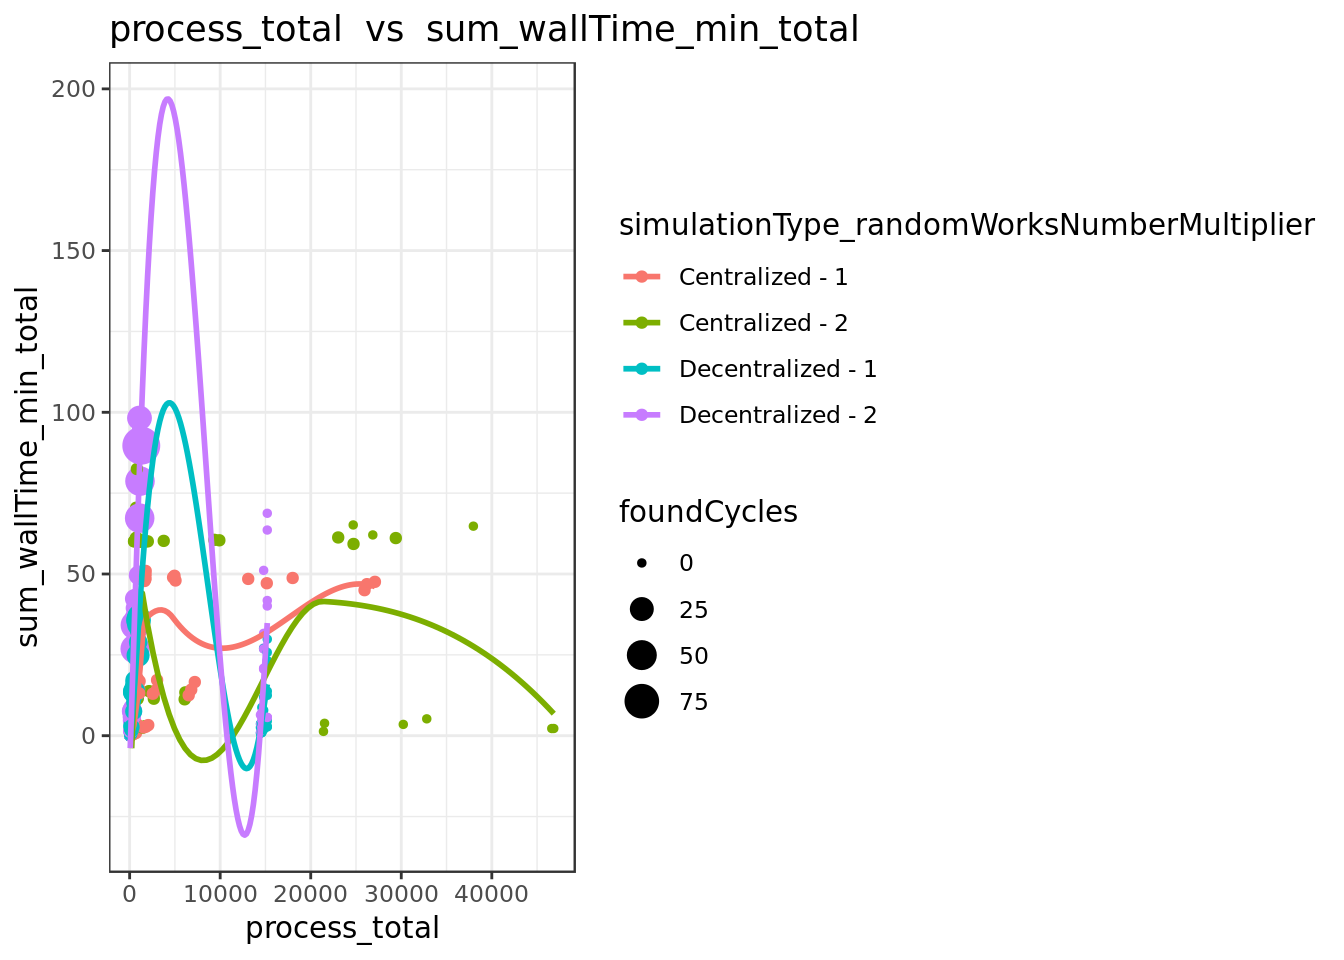 process_total  vs  sum_wallTime_min_total
sum_wallTime_min_total
200
150
100
50
0
0 10000 20000 30000 40000
process_total
simulationType_randomWorksNumberMultiplier
Centralized - 1
Centralized - 2
Decentralized - 1
Decentralized - 2
foundCycles
0
25
50
75